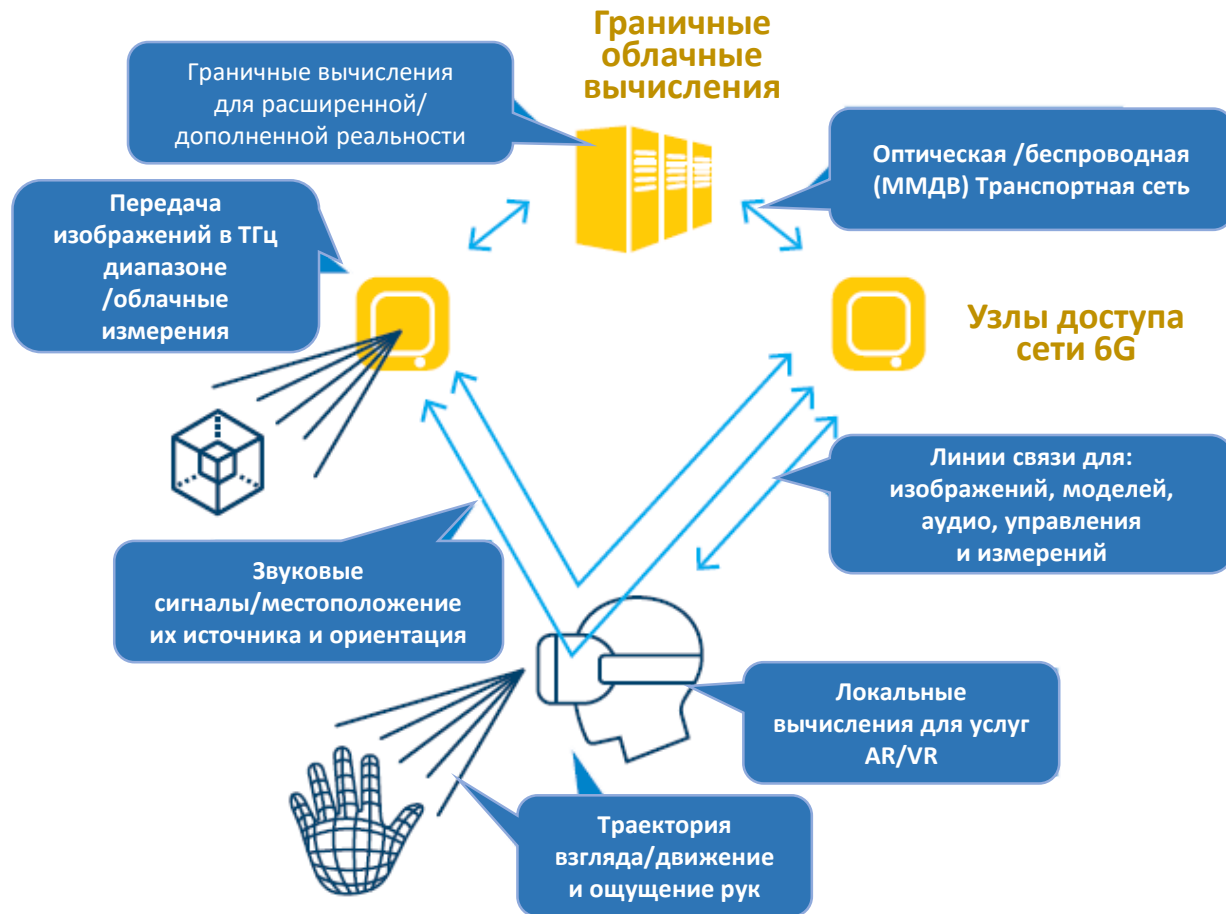 Граничные
облачные
вычисления
Граничные вычисления
для расширенной/
дополненной реальности
Оптическая /беспроводная
(ММДВ) Транспортная сеть
Передача
изображений в ТГц
диапазоне
/облачные
измерения
Узлы доступа
сети 6G
Линии связи для:
изображений, моделей,
аудио, управления
и измерений
Звуковые
сигналы/местоположение
их источника и ориентация
Локальные
вычисления для услуг
AR/VR
Траектория
взгляда/движение
и ощущение рук